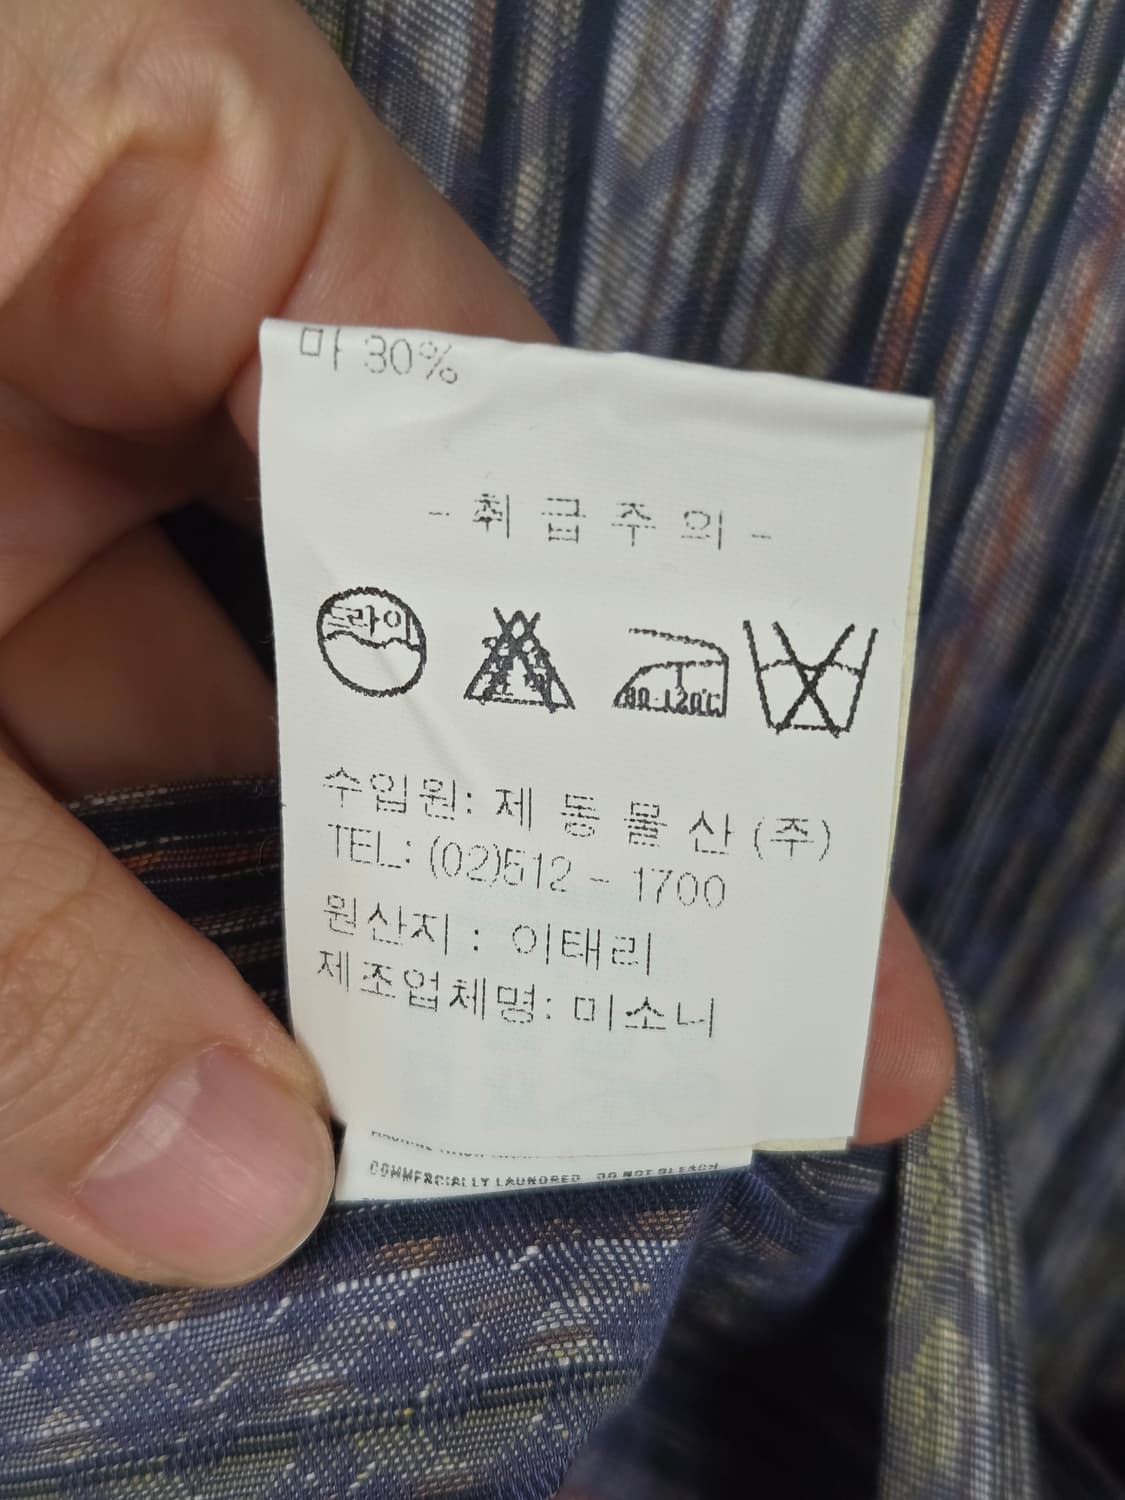 마 30%
- 취 급 주 의 -
드라이
80-120℃
수입원: 제 동 물 산 (주)
TEL: (02)512 - 1700
원산지 : 이태리
제조업체명: 미소니
COMMERCIALLY LAUNDRED DO NOT BLEACH